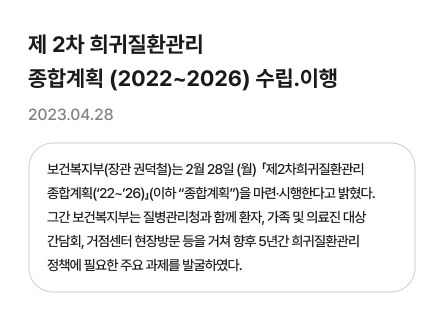 제 2차 희귀질환관리
종합계획 (2022~2026) 수립.이행
2023.04.28
보건복지부(장관 권덕철)는 2월 28일 (월) 「제2차희귀질환관리
종합계획(‘22~’26)」(이하 “종합계획”)을 마련·시행한다고 밝혔다.
그간 보건복지부는 질병관리청과 함께 환자, 가족 및 의료진 대상
간담회, 거점센터 현장방문 등을 거쳐 향후 5년간 희귀질환관리
정책에 필요한 주요 과제를 발굴하였다.